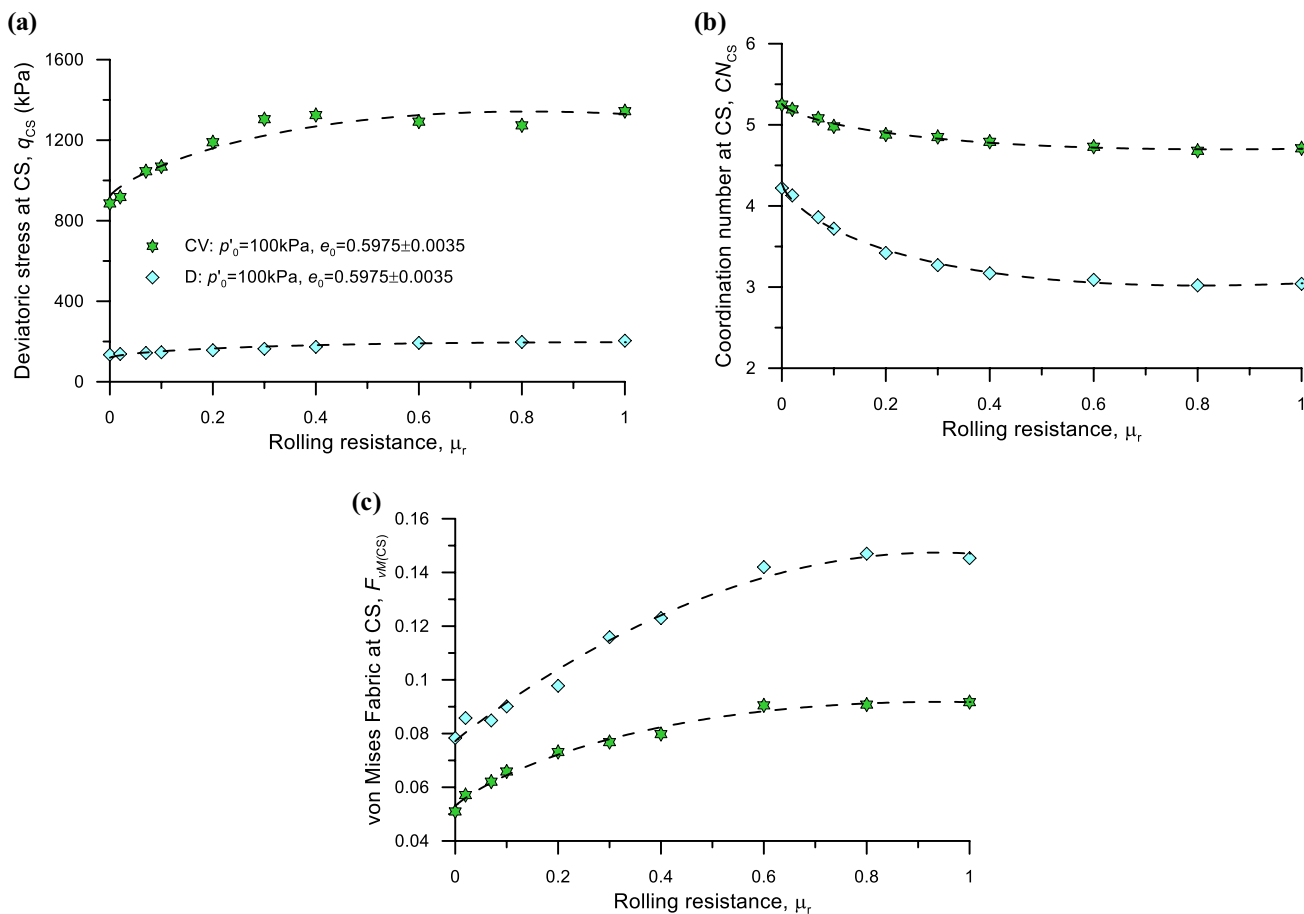 (a)
1600
1200
800
400
0
Deviatoric stress at CS, qCS (kPa)
CV: p'0=100kPa, e0=0.5975±0.0035
D: p'0=100kPa, e0=0.5975±0.0035
0 0.2 0.4 0.6 0.8 1
Rolling resistance, μr
(b)
6
5
4
3
2
Coordination number at CS, CNCS
0 0.2 0.4 0.6 0.8 1
Rolling resistance, μr
(c)
0.16
0.14
0.12
0.1
0.08
0.06
0.04
von Mises Fabric at CS, FvM(CS)
0 0.2 0.4 0.6 0.8 1
Rolling resistance, μr